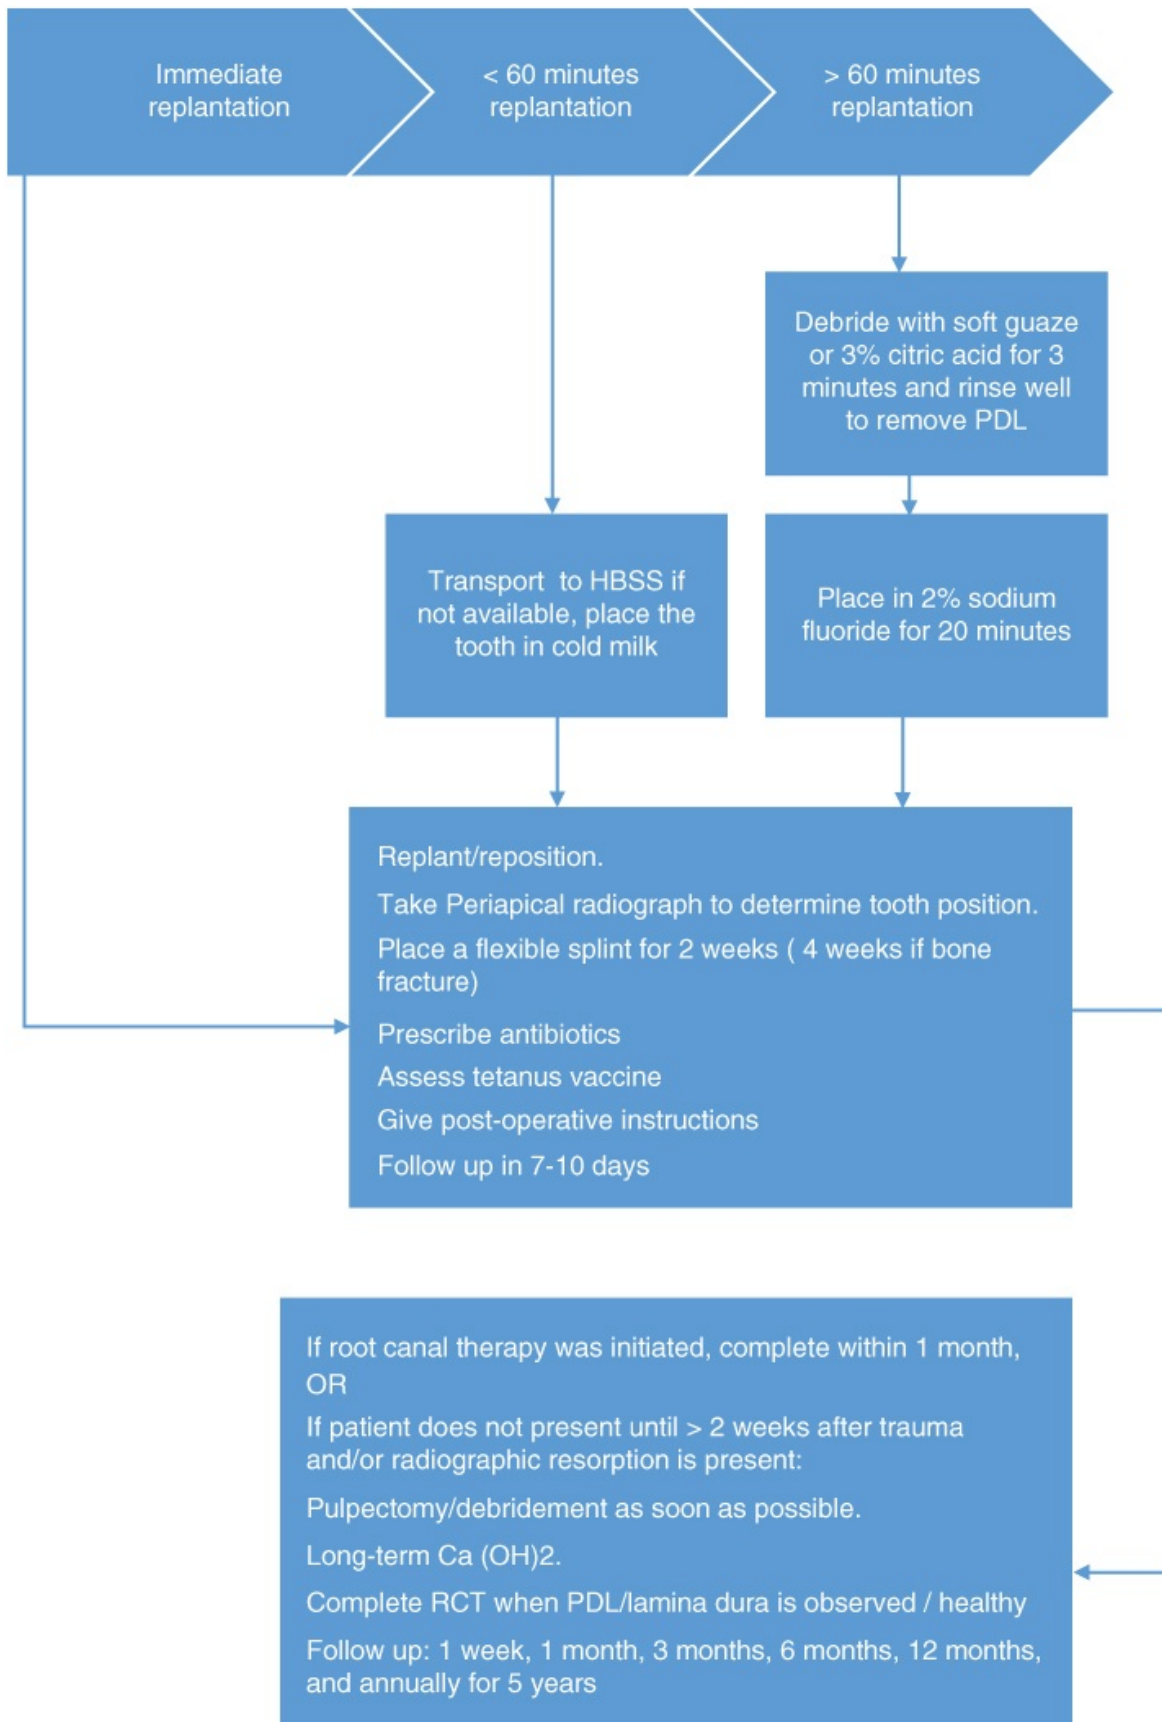 Immediate
replantation
< 60 minutes
replantation
> 60 minutes
replantation
Debride with soft guaze
or 3% citric acid for 3
minutes and rinse well
to remove PDL
Transport to HBSS if
not available, place the
tooth in cold milk
Place in 2% sodium
fluoride for 20 minutes
Replant/reposition.
Take Periapical radiograph to determine tooth position.
Place a flexible splint for 2 weeks ( 4 weeks if bone
fracture)
Prescribe antibiotics
Assess tetanus vaccine
Give post-operative instructions
Follow up in 7-10 days
If root canal therapy was initiated, complete within 1 month,
OR
If patient does not present until > 2 weeks after trauma
and/or radiographic resorption is present:
Pulpectomy/debridement as soon as possible.
Long-term Ca (OH)2.
Complete RCT when PDL/lamina dura is observed / healthy
Follow up: 1 week, 1 month, 3 months, 6 months, 12 months,
and annually for 5 years